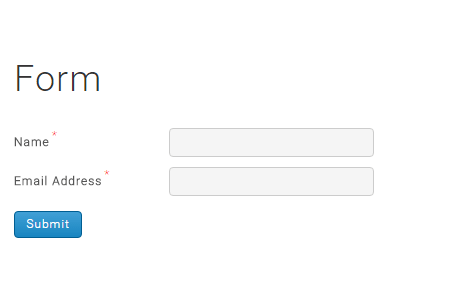 Form
Name *
Email Address *
Submit